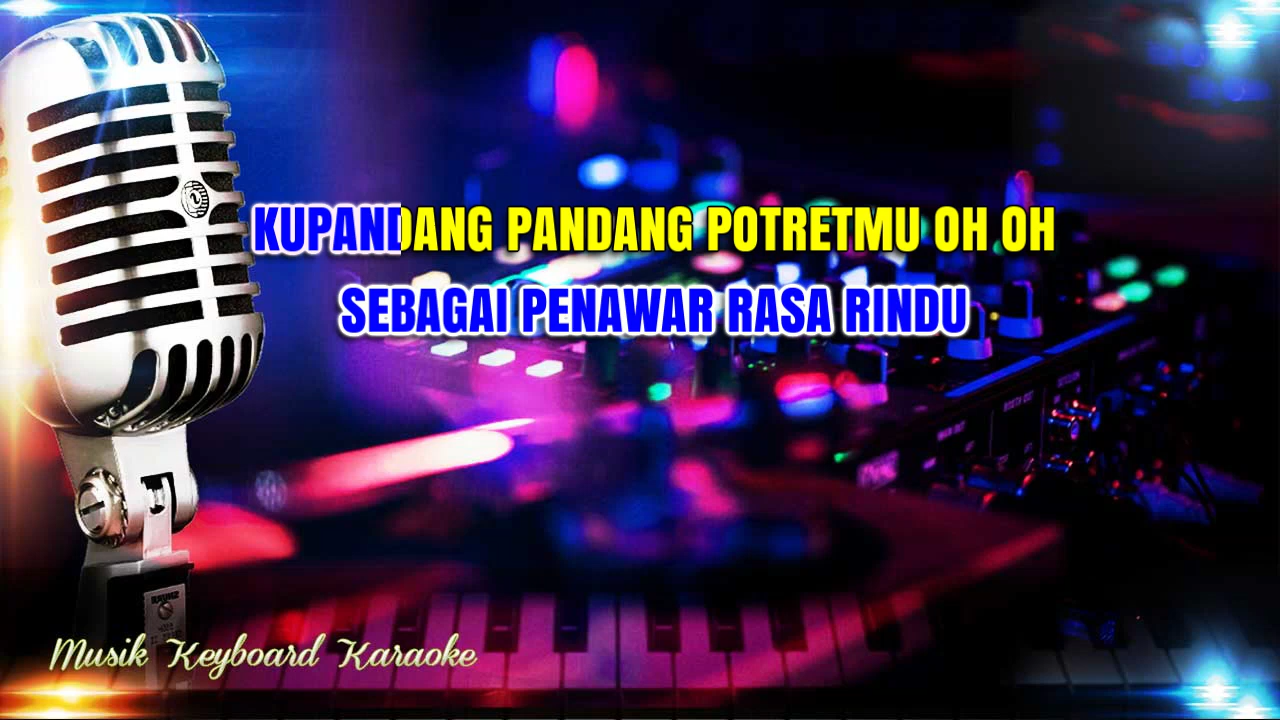 KUPANDANG PANDANG POTRETMU OH OH
SEBAGAI PENAWAR RASA RINDU
Musik Keyboard Karaoke